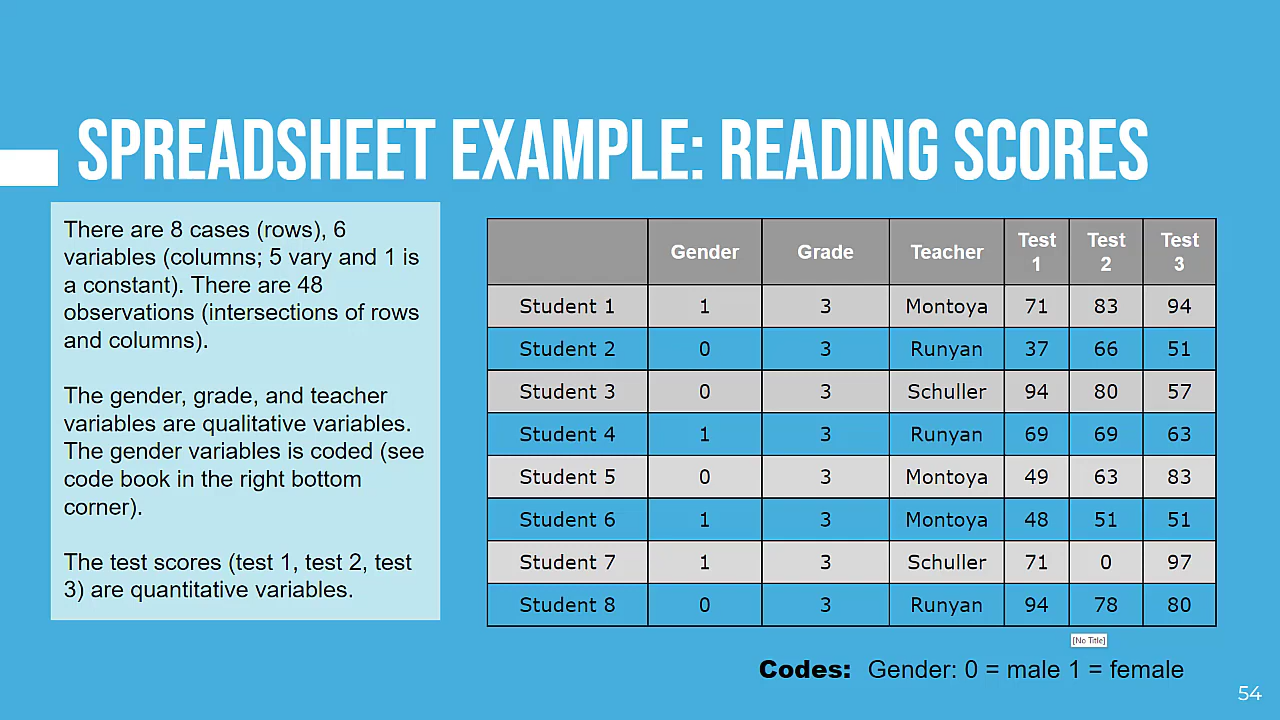 SPREADSHEET EXAMPLE: READING SCORES
There are 8 cases (rows), 6
variables (columns; 5 vary and 1 is
a constant). There are 48
observations (intersections of rows
and columns).
The gender, grade, and teacher
variables are qualitative variables.
The gender variables is coded (see
code book in the right bottom
corner).
The test scores (test 1, test 2, test
3) are quantitative variables.
Gender Grade Teacher Test 1 Test 2 Test 3
Student 1 1 3 Montoya 71 83 94
Student 2 0 3 Runyan 37 66 51
Student 3 0 3 Schuller 94 80 57
Student 4 1 3 Runyan 69 69 63
Student 5 0 3 Montoya 49 63 83
Student 6 1 3 Montoya 48 51 51
Student 7 1 3 Schuller 71 0 97
Student 8 0 3 Runyan 94 78 80
[No Title]
Codes: Gender: 0 = male 1 = female
54